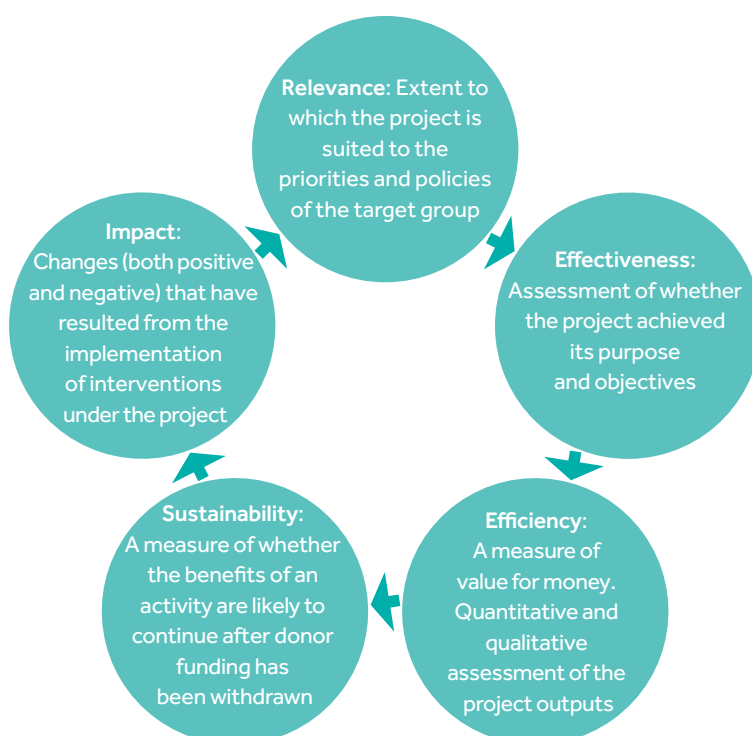 Relevance: Extent to
which the project is
suited to the
priorities and policies
of the target group
Effectiveness:
Assessment of whether
the project achieved
its purpose
and objectives
Efficiency:
A measure of
value for money.
Quantitative and
qualitative
assessment of the
project outputs
Sustainability:
A measure of whether
the benefits of an
activity are likely to
continue after donor
funding has
been withdrawn
Impact:
Changes (both positive
and negative) that have
resulted from the
implementation
of interventions
under the project